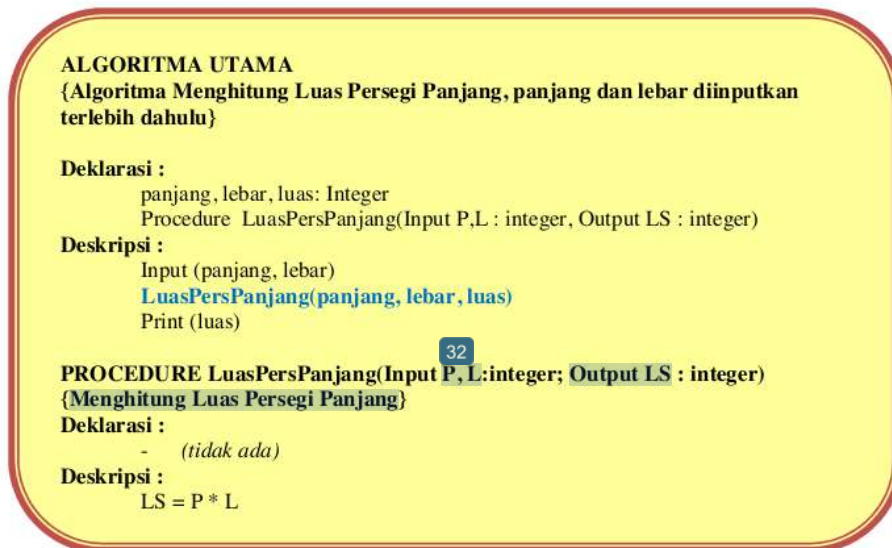 ALGORITMA UTAMA
{Algoritma Menghitung Luas Persegi Panjang, panjang dan lebar diinputkan
terlebih dahulu}
Deklarasi :
panjang, lebar, luas: Integer
Procedure LuasPersPanjang(Input P,L : integer, Output LS : integer)
Deskripsi :
Input (panjang, lebar)
LuasPersPanjang(panjang, lebar, luas)
Print (luas)
32
PROCEDURE LuasPersPanjang(Input P, L:integer; Output LS : integer)
{Menghitung Luas Persegi Panjang}
Deklarasi :
- (tidak ada)
Deskripsi :
LS = P * L